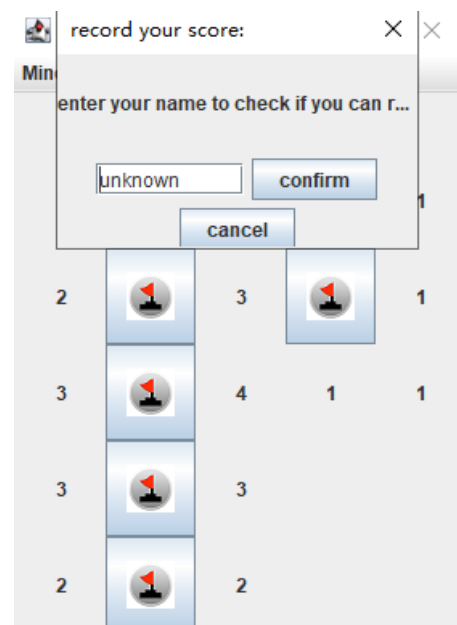 record your score:
Min
enter your name to check if you can r...
unknown confirm
1
cancel
2 3 1
3 4 1 1
3 3
2 2